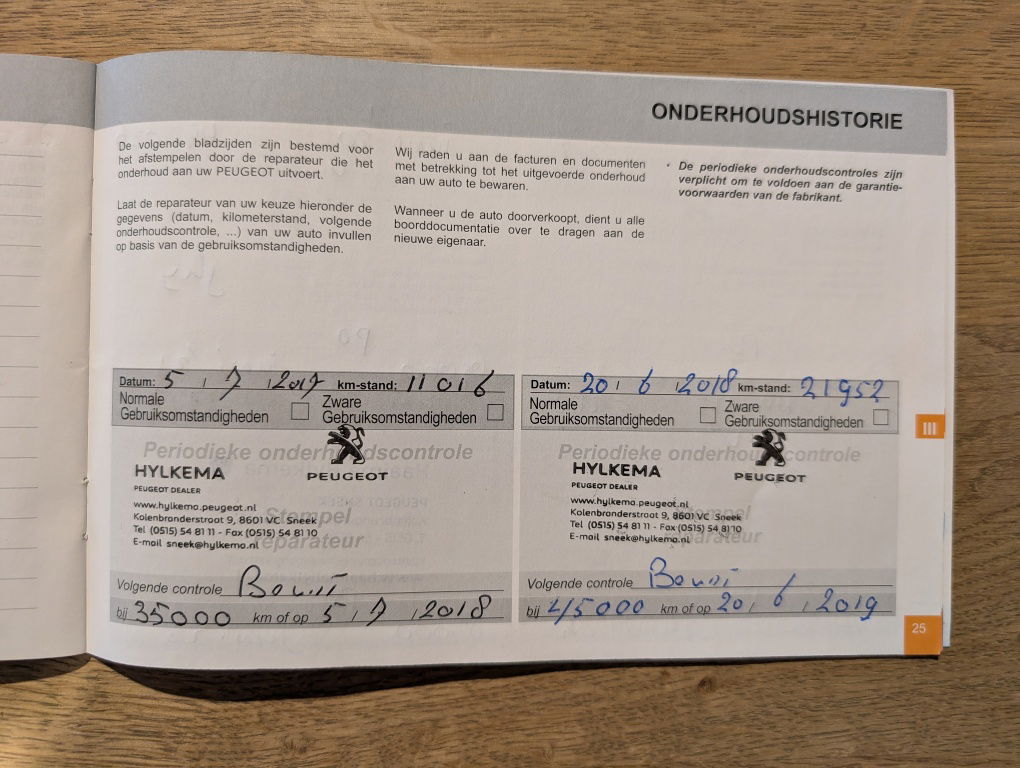 ONDERHOUDSHISTORIE
De volgende bladzijden zijn bestemd voor
het afstempelen door de reparateur die het
onderhoud aan uw PEUGEOT uitvoert.
Laat de reparateur van uw keuze hieronder de
gegevens (datum, kilometerstand, volgende
onderhoudscontrole, ...) van uw auto invullen
op basis van de gebruiksomstandigheden.
Wij raden u aan de facturen en documenten
met betrekking tot het uitgevoerde onderhoud
aan uw auto te bewaren.
Wanneer u de auto doorverkoopt, dient u alle
boorddocumentatie over te dragen aan de
nieuwe eigenaar.
* De periodieke onderhoudscontroles zijn
verplicht om te voldoen aan de garantie-
voorwaarden van de fabrikant.
Datum: 5 / 7 / 2017 km-stand: 11016
Normale
Gebruiksomstandigheden
Zware
Gebruiksomstandigheden
Periodieke onderhoudscontrole
HYLKEMA
PEUGEOT DEALER
PEUGEOT
www.hylkema.peugeot.nl
Kolenbranderstraat 9, 8601 VC Sneek
Tel (0515) 54 81 11 - Fax (0515) 54 81 10
E-mail sneek@hylkema.nl
Stempel
reparateur
Volgende controle
bij 35000 km of op 5 / 7 / 2018
Datum: 20 / 6 / 2018 km-stand: 21952
Normale
Gebruiksomstandigheden
Zware
Gebruiksomstandigheden
Periodieke onderhoudscontrole
HYLKEMA
PEUGEOT DEALER
PEUGEOT
www.hylkema.peugeot.nl
Kolenbranderstraat 9, 8601 VC Sneek
Tel (0515) 54 81 11 - Fax (0515) 54 81 10
E-mail sneek@hylkema.nl
Stempel
reparateur
Volgende controle
bij 45000 km of op 20 / 6 / 2019
III
25